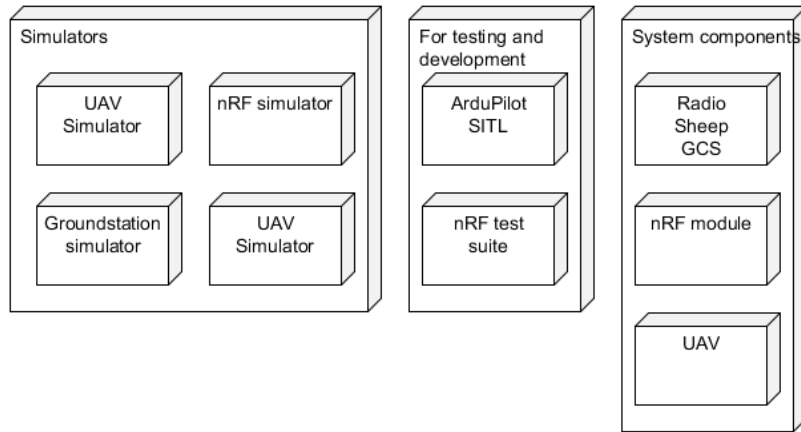 Simulators
UAV
Simulator
nRF simulator
Groundstation
simulator
UAV
Simulator
For testing and
development
ArduPilot
SITL
nRF test
suite
System components
Radio
Sheep
GCS
nRF module
UAV